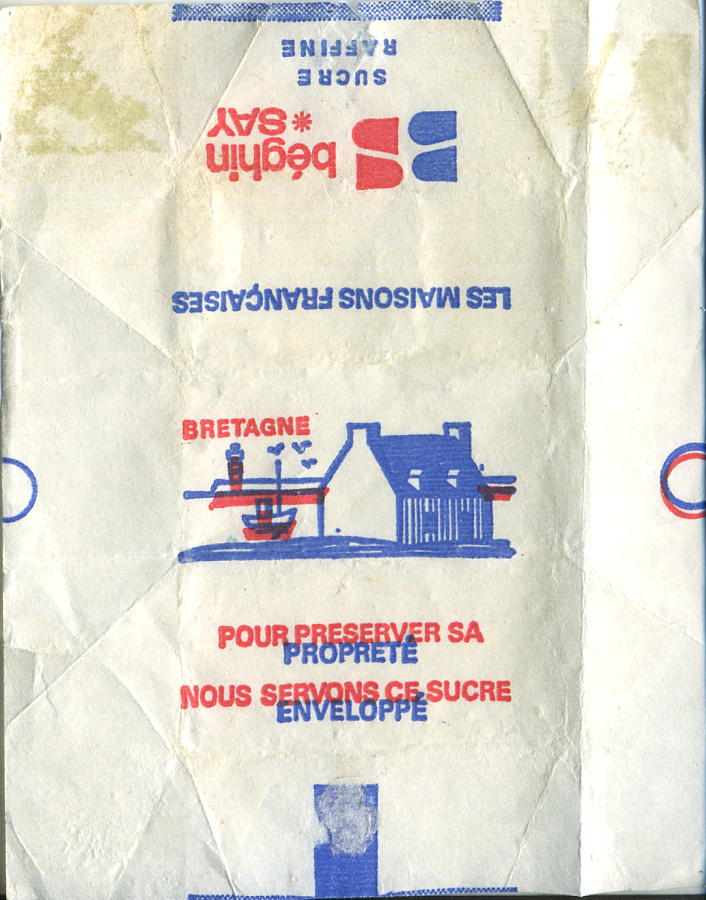 SUCRE
RAFFINE
béghin
SAY*
LES MAISONS FRANÇAISES
BRETAGNE
POUR PRESERVER SA
PROPRETÉ
NOUS SERVONS CE SUCRE
ENVELOPPÉ